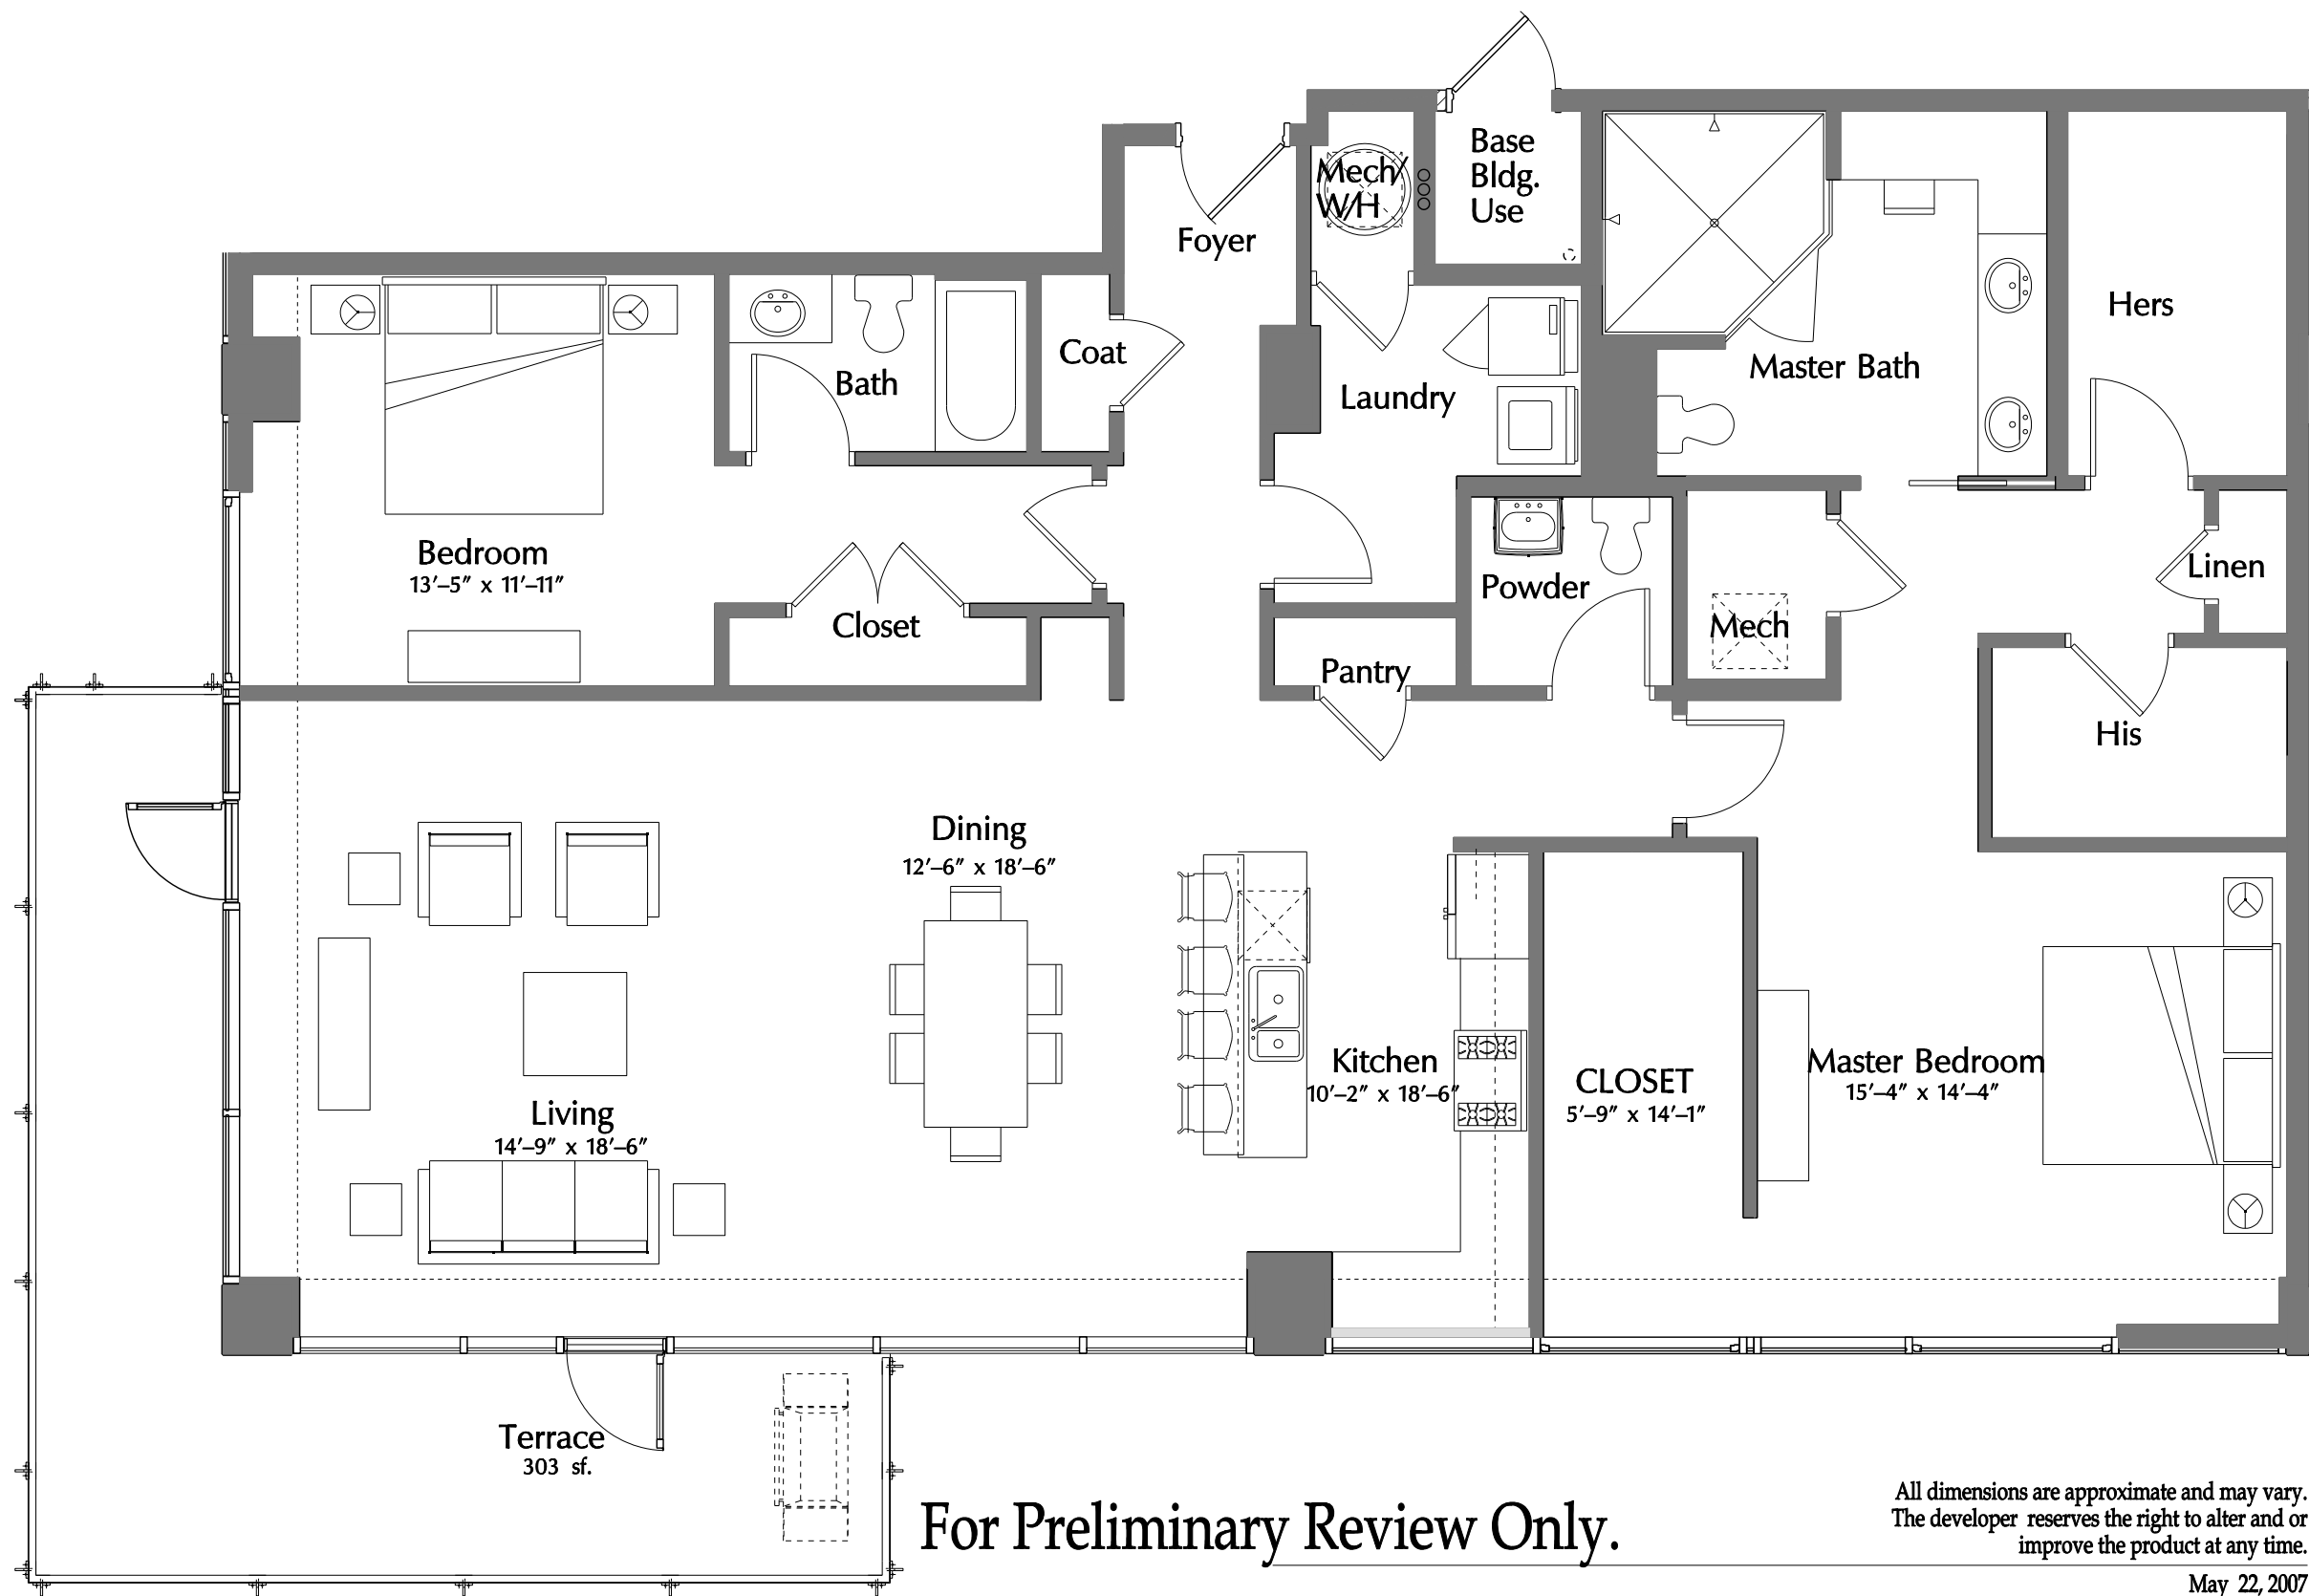 Base
Bldg.
Use
Mech/
W/H
Foyer
Hers
Coat
Master Bath
Bath
Laundry
Bedroom
13'–5" x 11'–11"
Linen
Powder
Closet
Mech
Pantry
His
Dining
12'–6" x 18'–6"
Kitchen
10'–2" x 18'–6"
CLOSET
5'–9" x 14'–1"
Master Bedroom
15'–4" x 14'–4"
Living
14'–9" x 18'–6"
Terrace
303 sf.
For Preliminary Review Only.
All dimensions are approximate and may vary.
The developer reserves the right to alter and or
improve the product at any time.
May 22, 2007